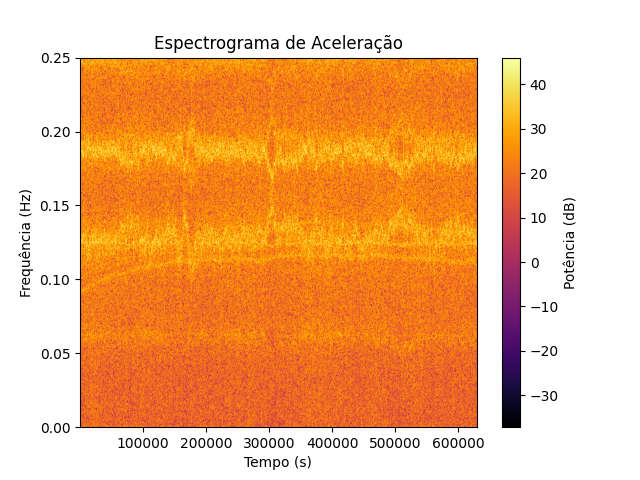 Espectrograma de Aceleração
0.25
0.20
0.15
0.10
0.05
0.00
Frequência (Hz)
100000 200000 300000 400000 500000 600000
Tempo (s)
40
30
20
10
0
−10
−20
−30
Potência (dB)